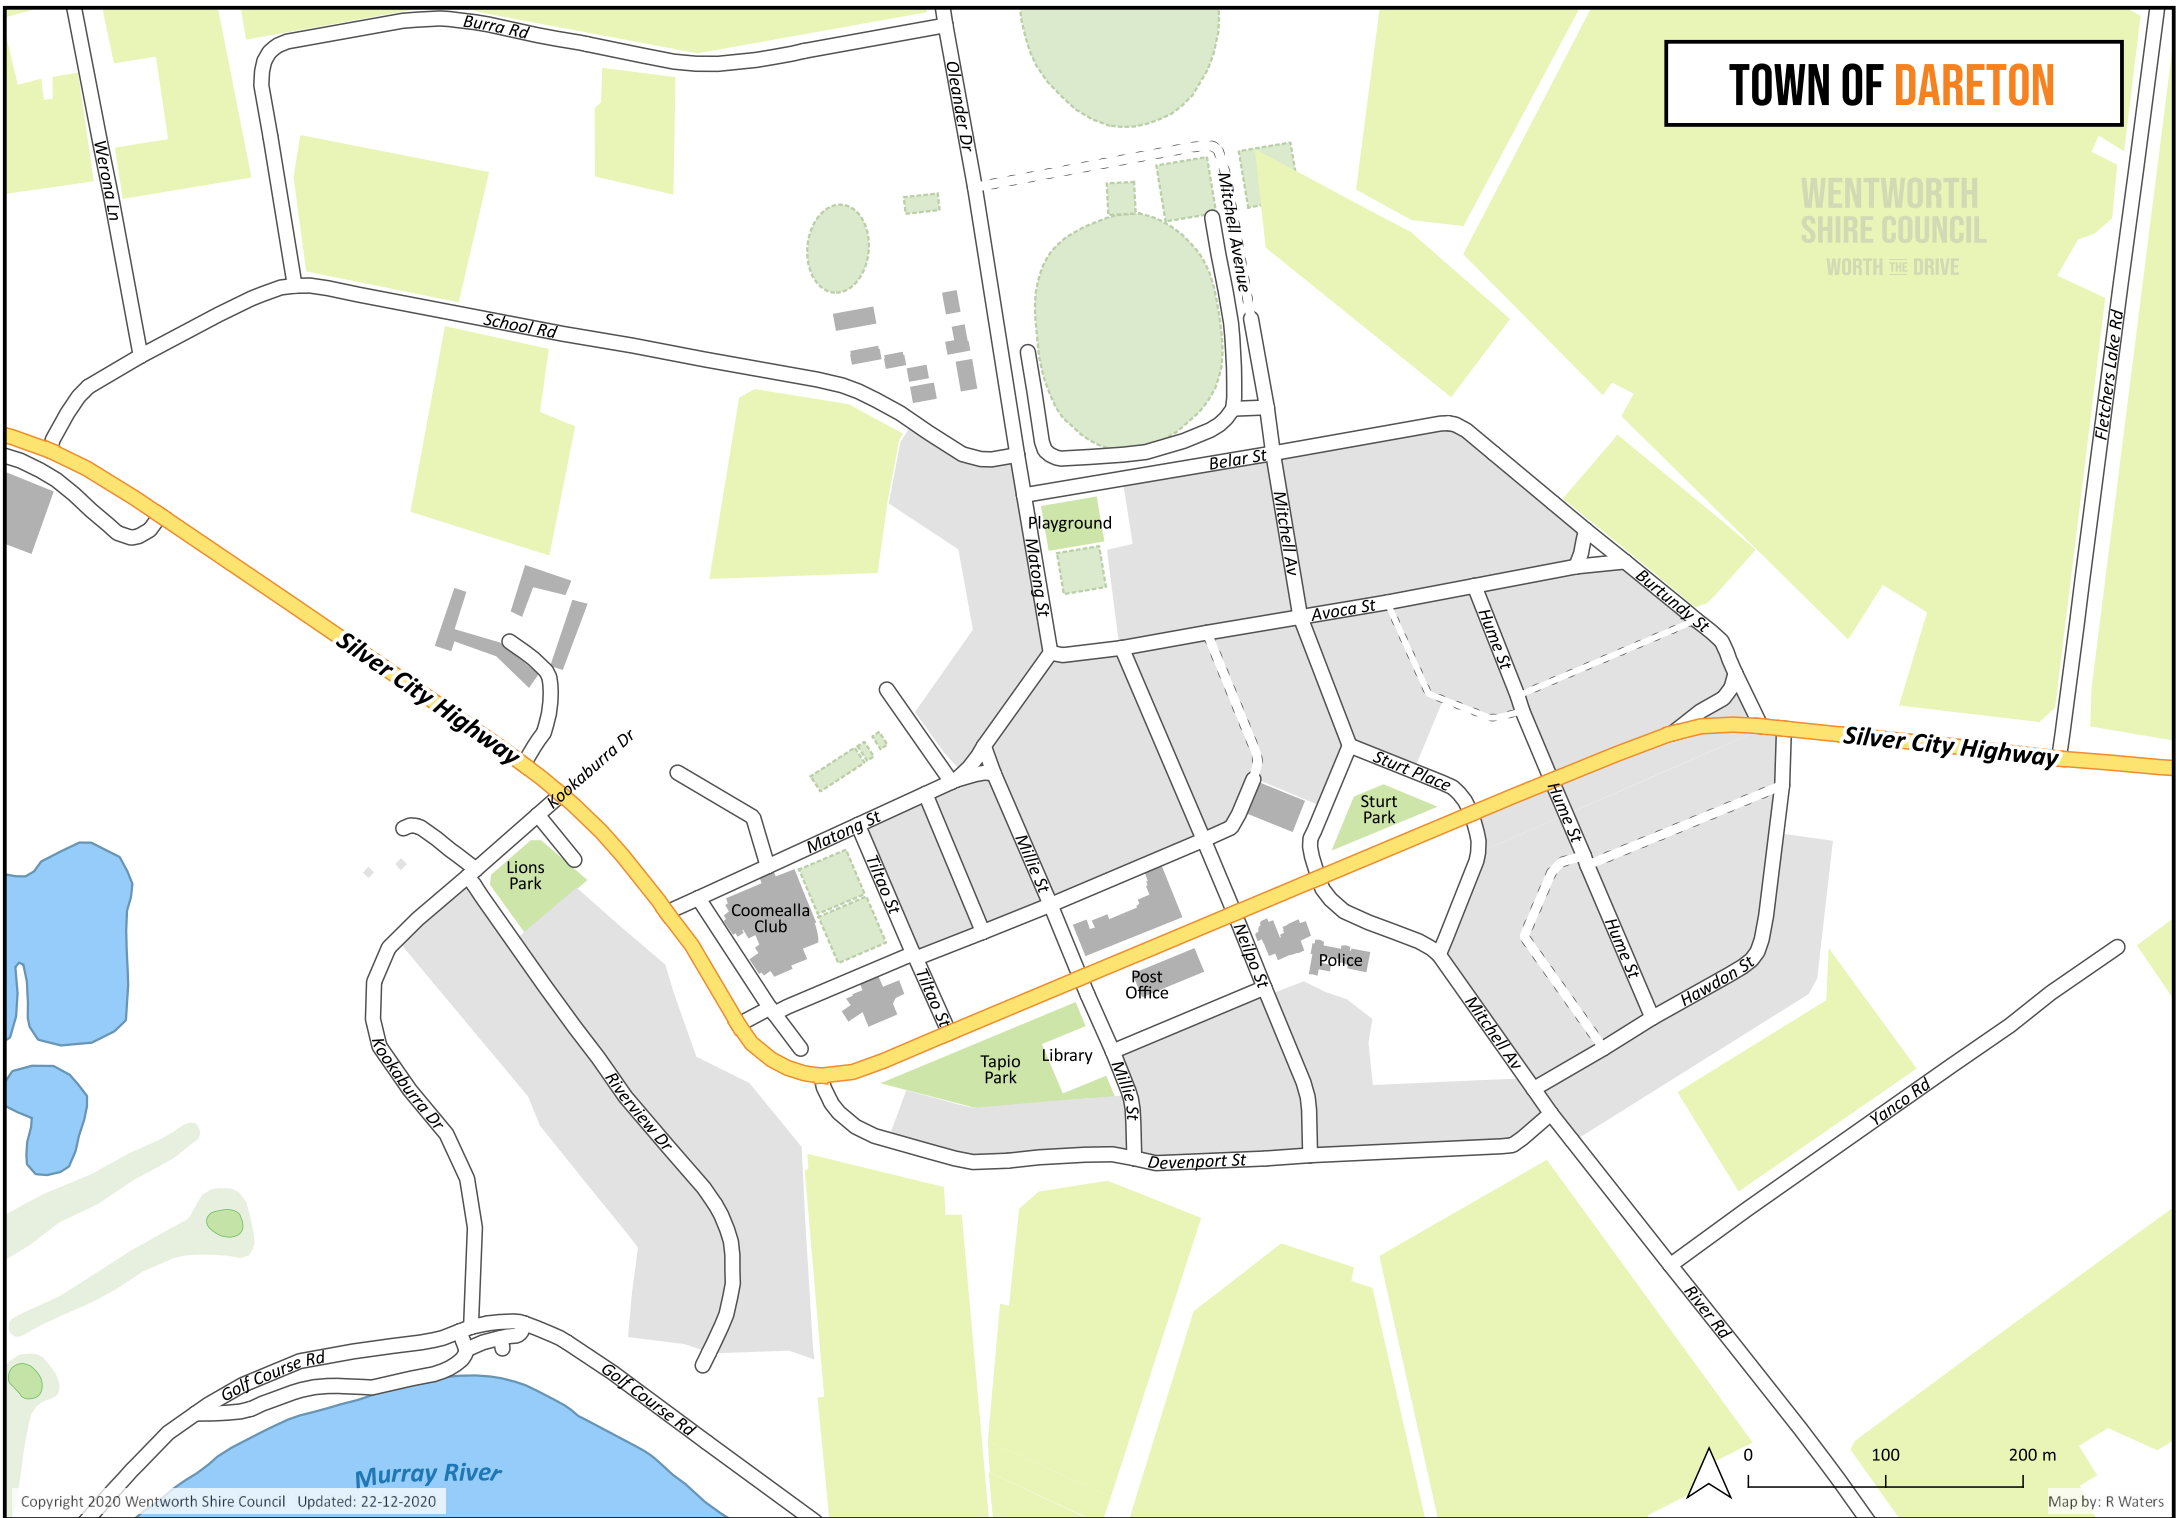 Burra Rd
TOWN OF DARETON
Oleander Dr
Werona Ln
WENTWORTH
SHIRE COUNCIL
WORTH THE DRIVE
Mitchell Avenue
School Rd
Fletchers Lake Rd
Belar St
Playground
Mitchell Av
Matong St
Avoca St
Burtundy St
Hume St
Silver City Highway
Silver City Highway
Kookaburra Dr
Sturt Place
Hume St
Sturt
Park
Matong St
Millie St
Tiltao St
Lions
Park
Coomealla
Club
Neilpo St
Police
Hume St
Hawdon St
Post
Office
Tiltao St
Mitchell Av
Library
Tapio
Park
Kookaburra Dr
Riverview Dr
Millie St
Yanco Rd
Devenport St
River Rd
Golf Course Rd
Golf Course Rd
Murray River
0 100 200 m
Copyright 2020 Wentworth Shire Council Updated: 22-12-2020
Map by: R Waters